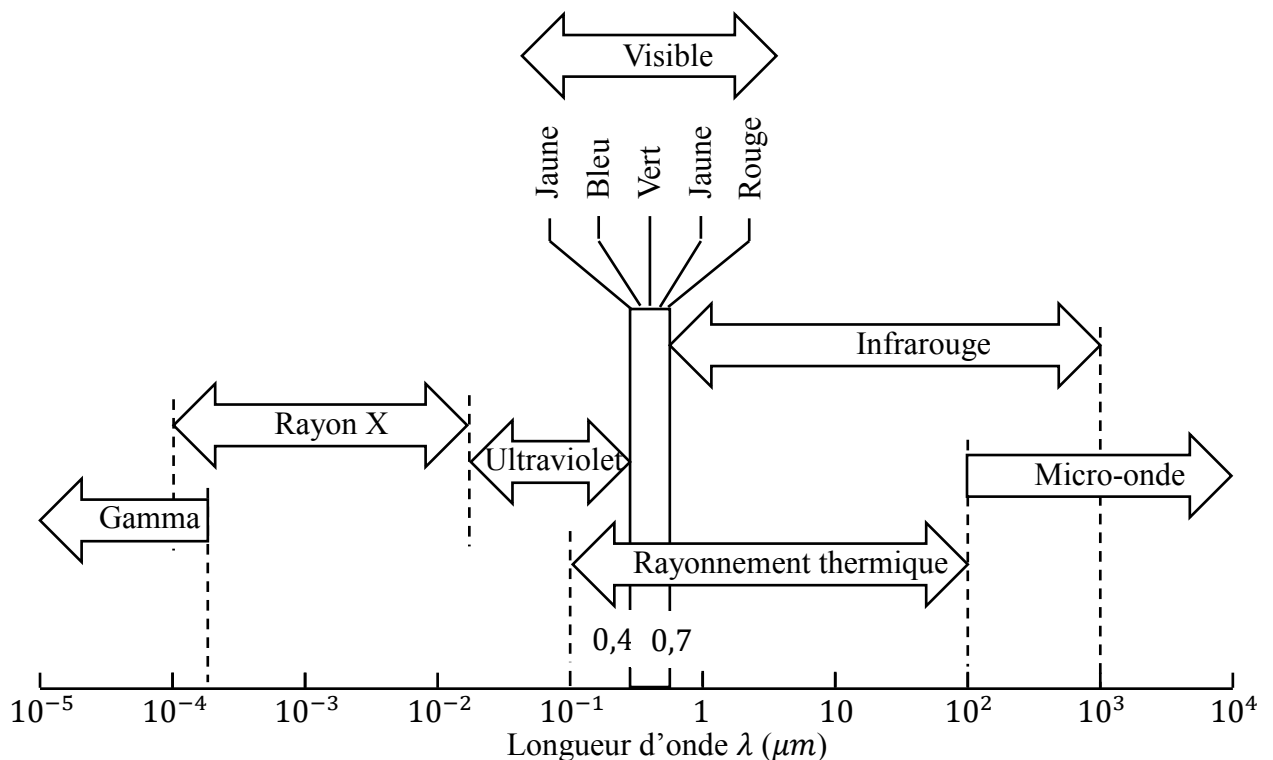 Visible
Jaune
Bleu
Vert
Jaune
Rouge
Infrarouge
Rayon X
Ultraviolet
Micro-onde
Gamma
Rayonnement thermique
0,4 0,7
10⁻⁵ 10⁻⁴ 10⁻³ 10⁻² 10⁻¹ 1 10 10² 10³ 10⁴
Longueur d’onde λ (μm)